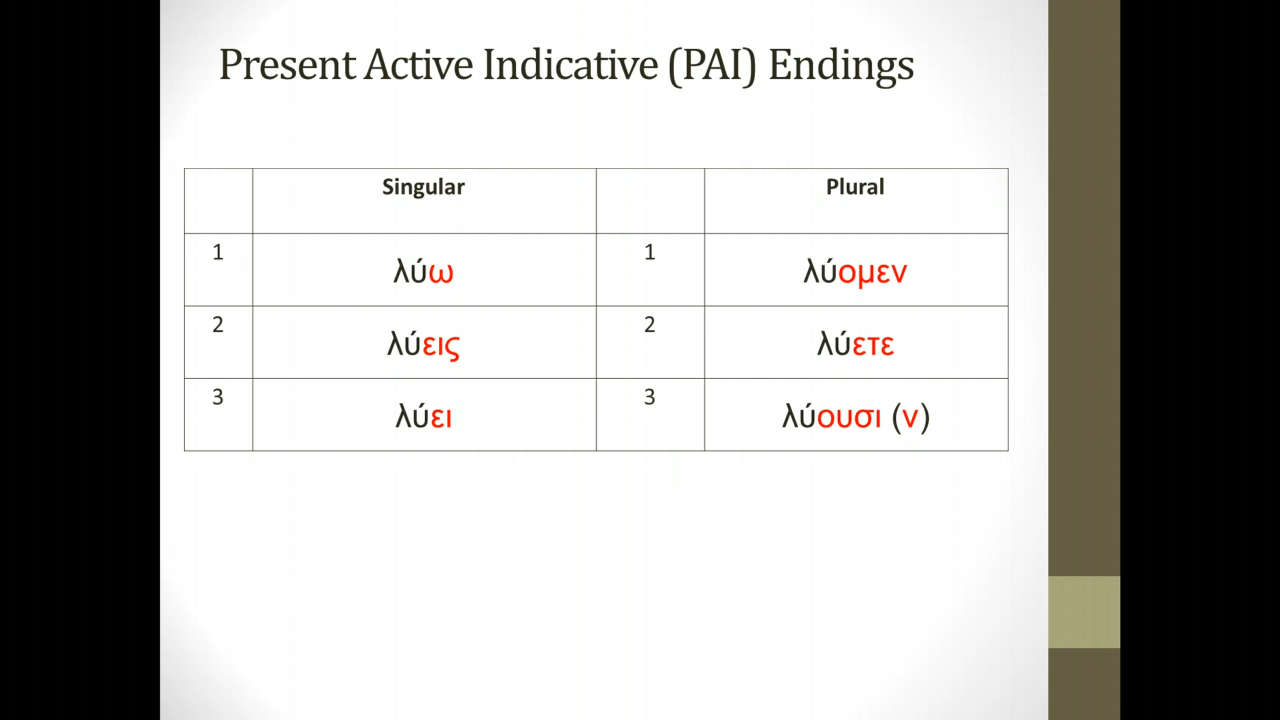 Present Active Indicative (PAI) Endings
Singular Plural
1 λύω 1 λύομεν
2 λύεις 2 λύετε
3 λύει 3 λύουσι (ν)